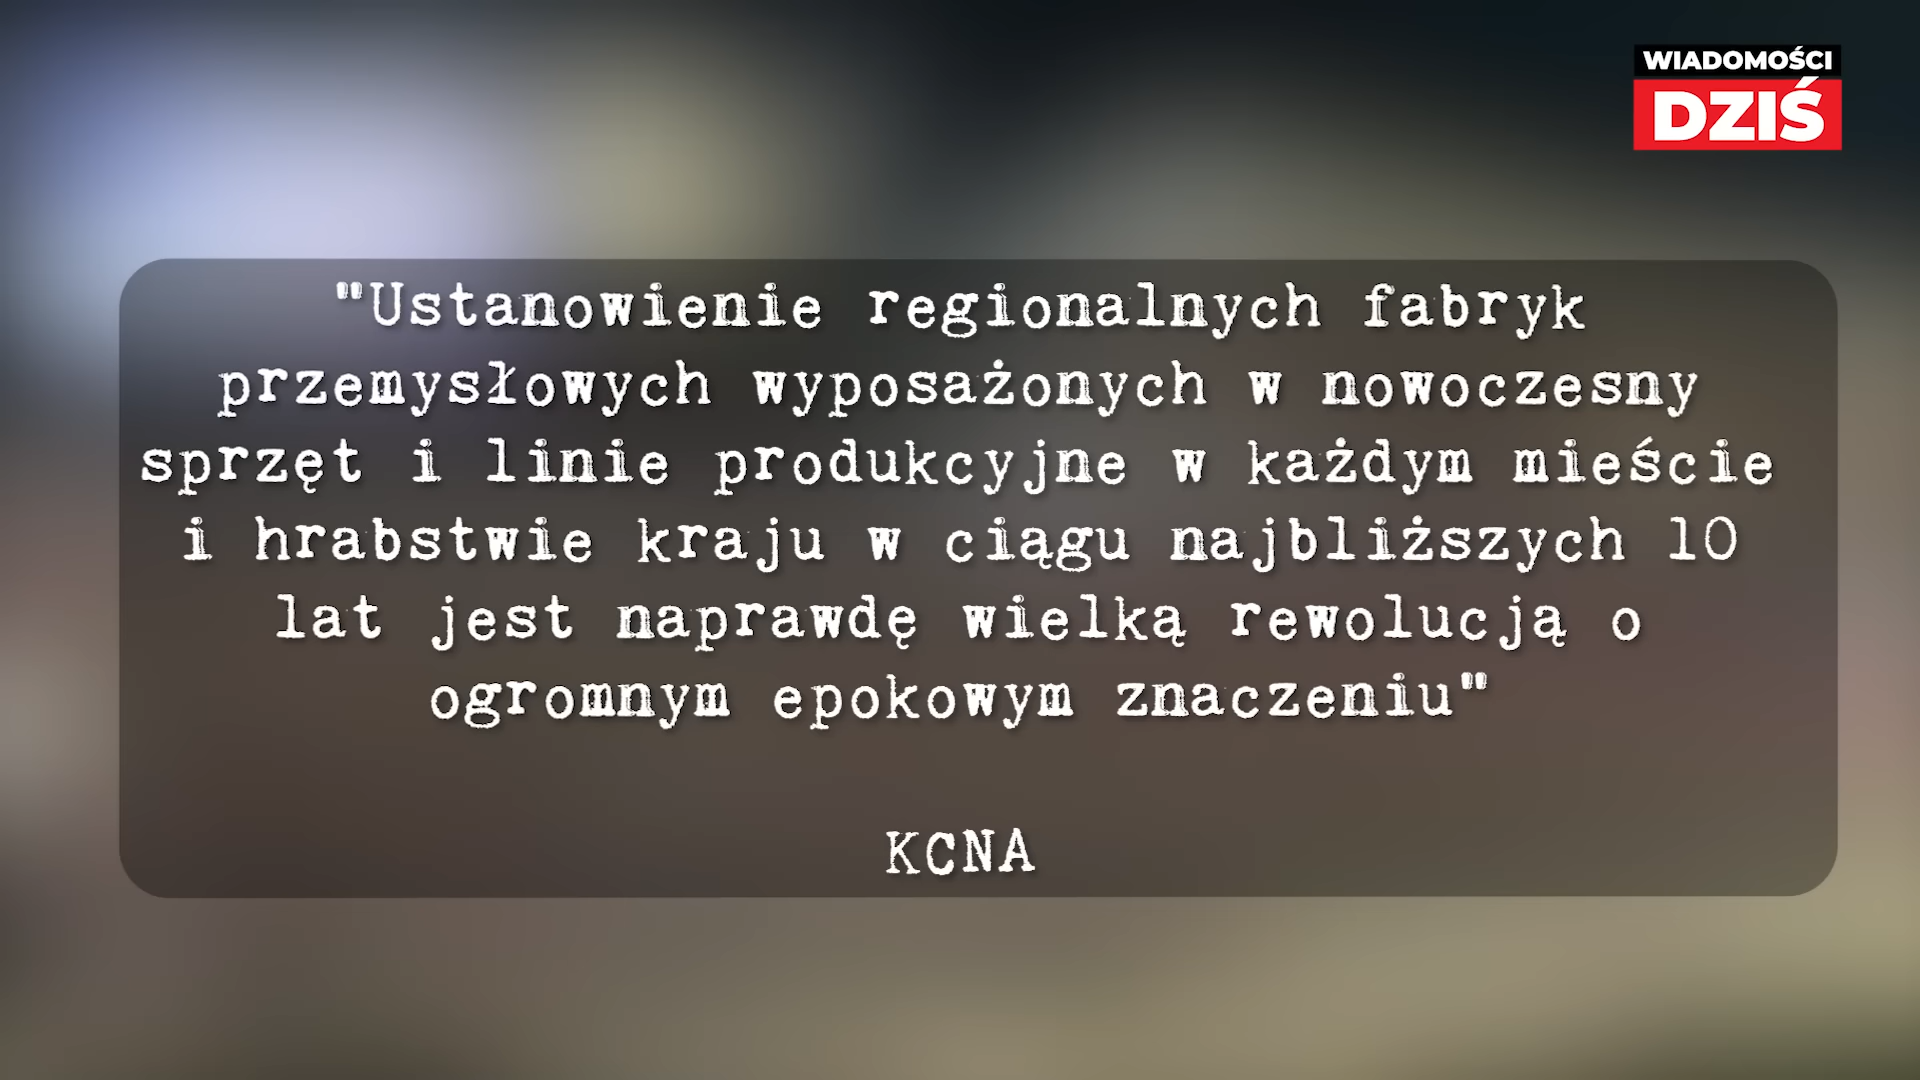 WIADOMOŚCI
DZIŚ
"Ustanowienie regionalnych fabryk
przemysłowych wyposażonych w nowoczesny
sprzęt i linie produkcyjne w każdym mieście
i hrabstwie kraju w ciągu najbliższych 10
lat jest naprawdę wielką rewolucją o
ogromnym epokowym znaczeniu"
KCNA